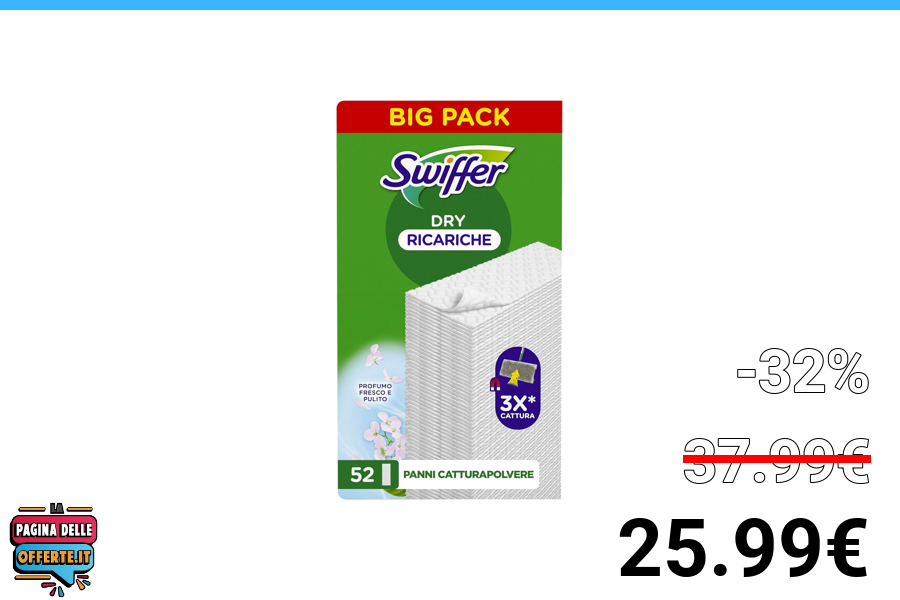 BIG PACK
Swiffer
DRY
RICARICHE
PROFUMO
FRESCO E
PULITO
3X*
CATTURA
52 PANNI CATTURAPOLVERE
-32%
37.99€
25.99€
LA
PAGINA DELLE
OFFERTE.IT